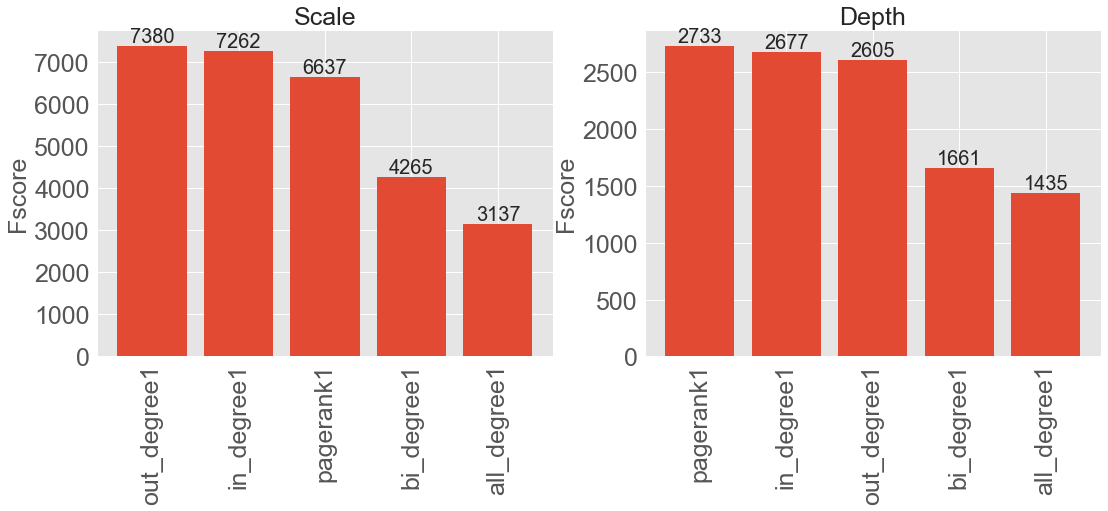 Scale
Fscore
7000
6000
5000
4000
3000
2000
1000
0
7380
7262
6637
4265
3137
out_degree1
in_degree1
pagerank1
bi_degree1
all_degree1
Depth
Fscore
2500
2000
1500
1000
500
0
2733
2677
2605
1661
1435
pagerank1
in_degree1
out_degree1
bi_degree1
all_degree1